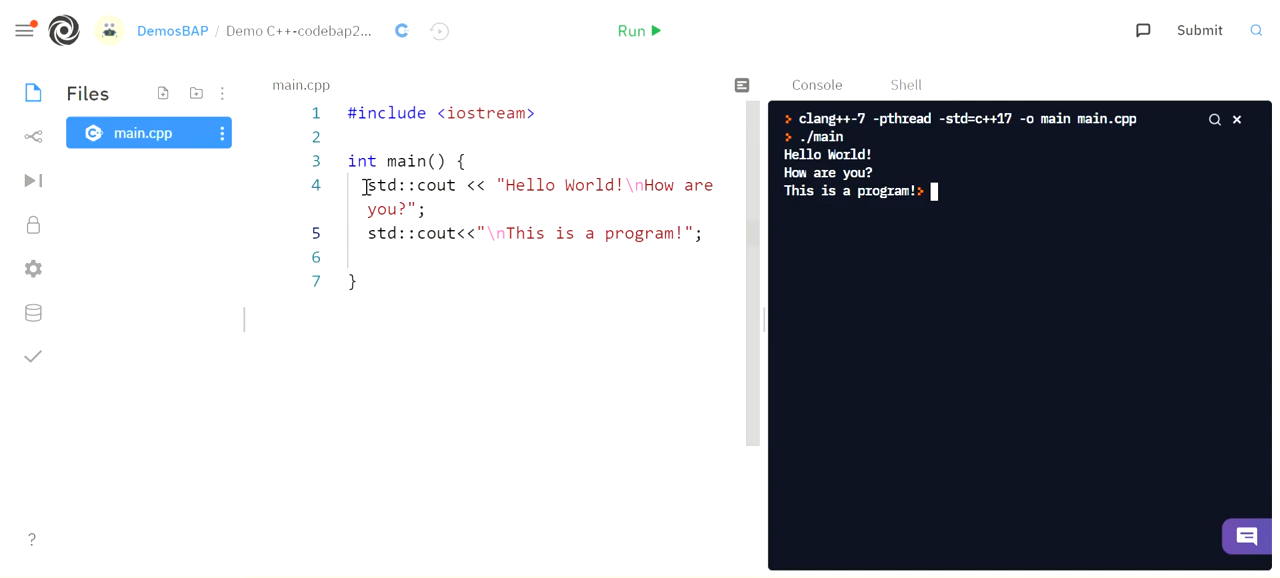 DemosBAP / Demo C++-codebap2... Run Submit
Files
main.cpp
main.cpp
1 #include <iostream>
2
3 int main() {
4 std::cout << "Hello World!\nHow are
you?";
5 std::cout<<"\nThis is a program!";
6
7 }
?
Console Shell
> clang++-7 -pthread -std=c++17 -o main main.cpp
> ./main
Hello World!
How are you?
This is a program!>